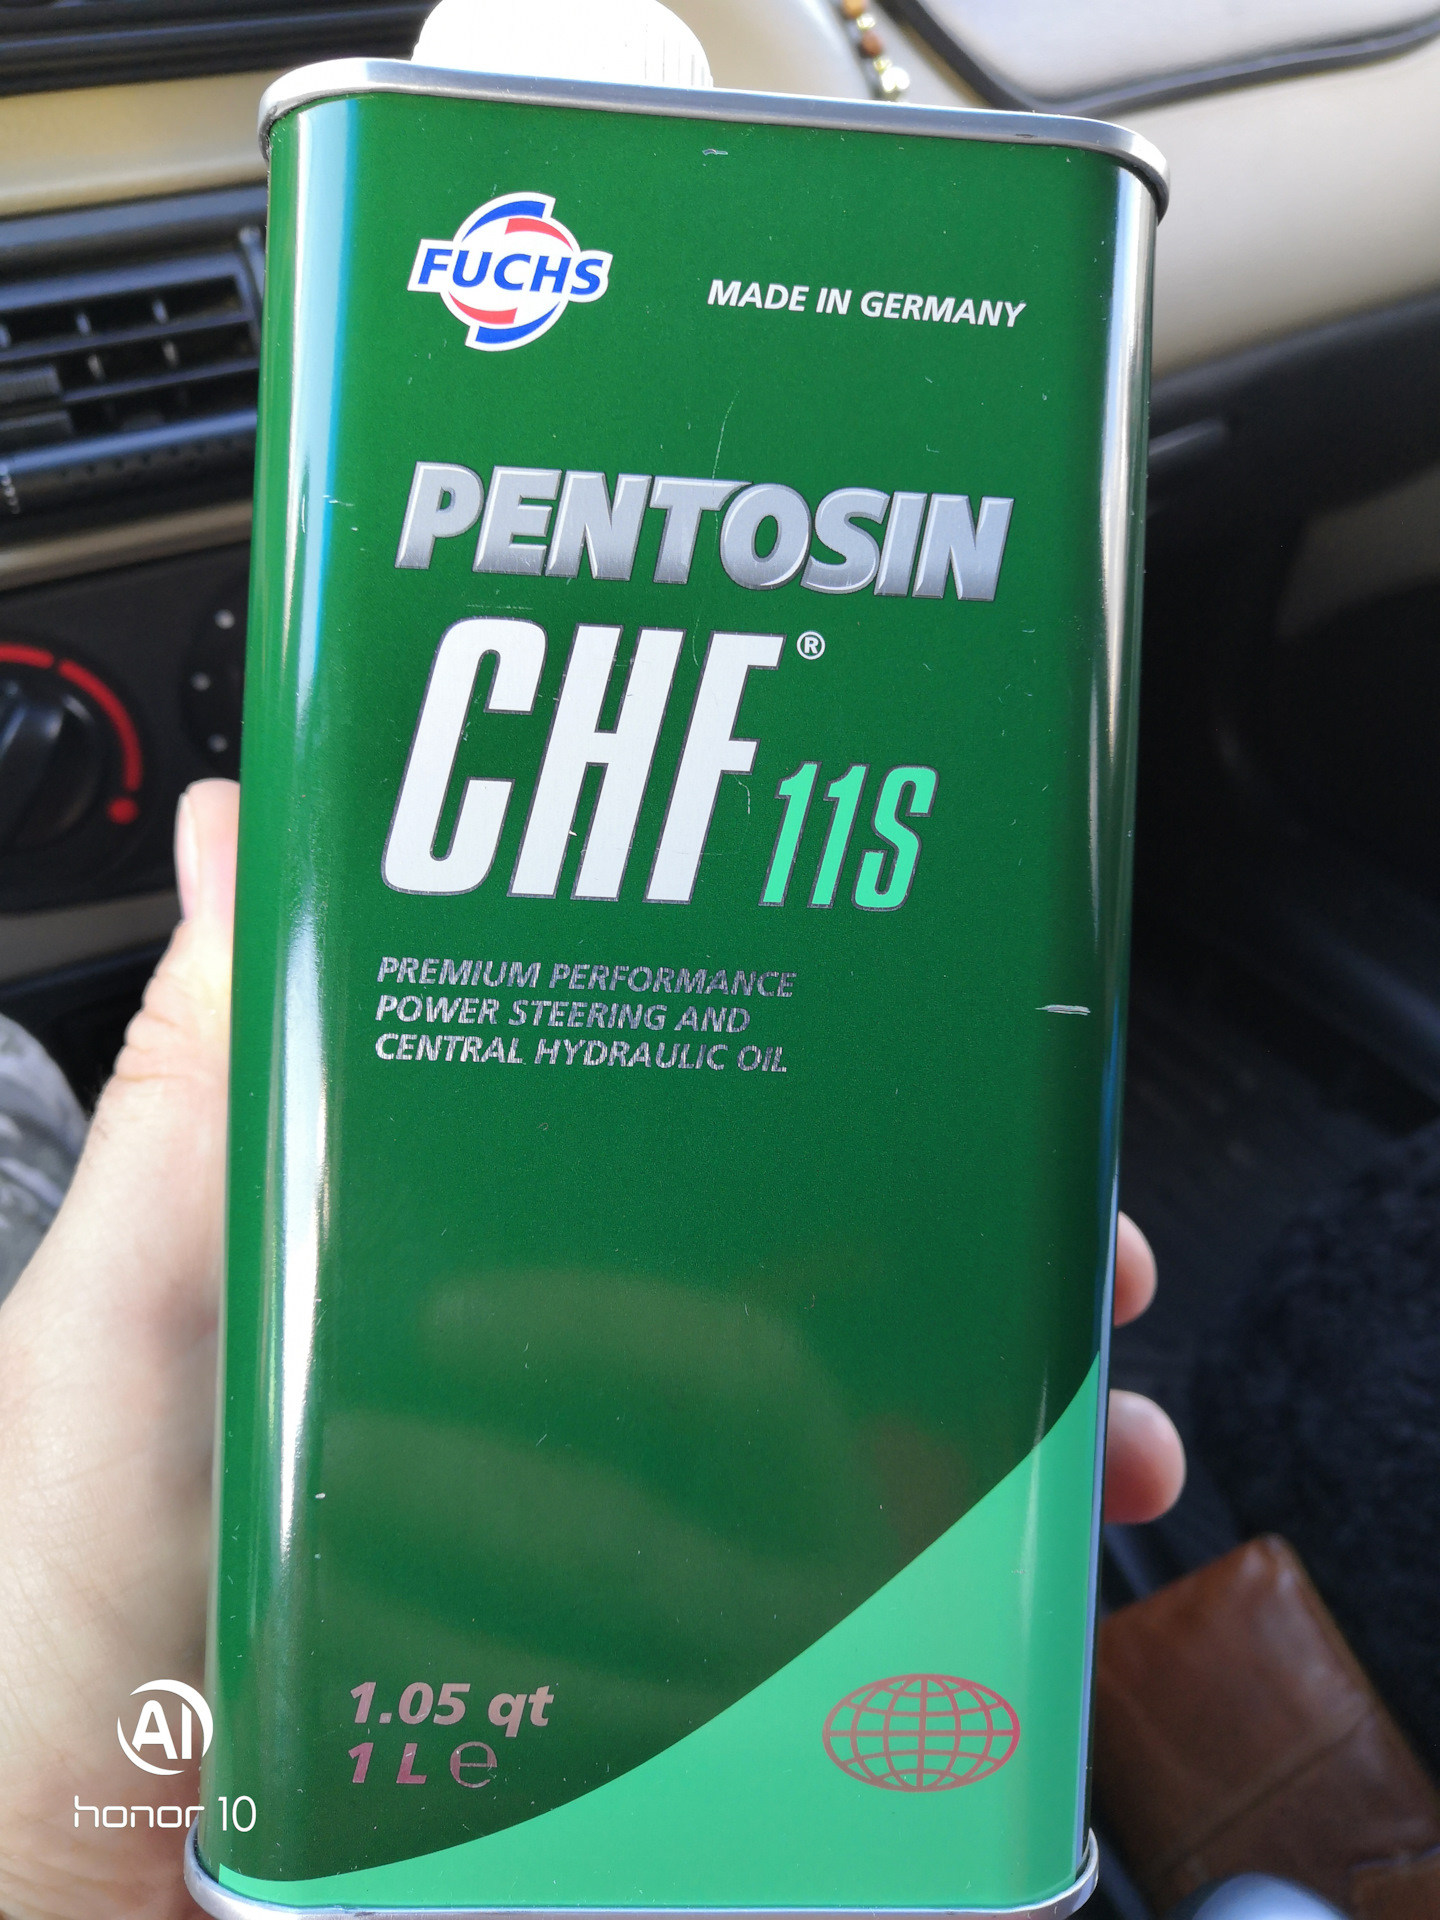 FUCHS
MADE IN GERMANY
PENTOSIN
CHF®
11S
PREMIUM PERFORMANCE
POWER STEERING AND
CENTRAL HYDRAULIC OIL
1.05 qt
1 L ℮
AI
honor 10